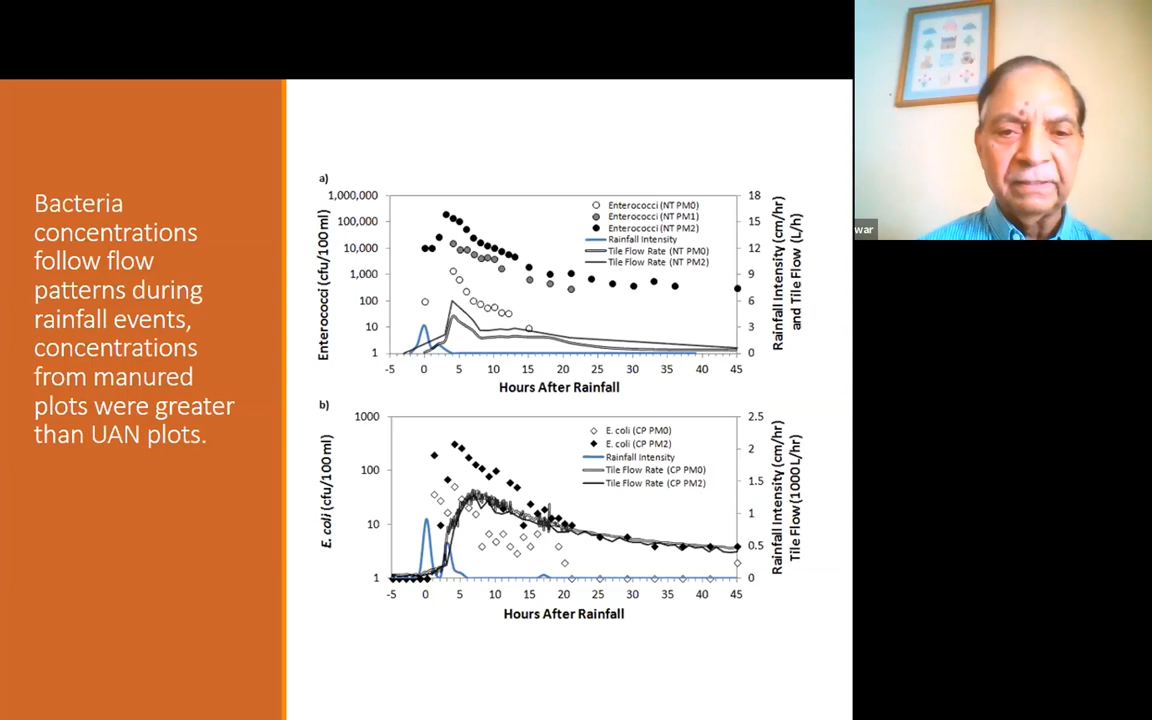 Bacteria
concentrations
follow flow
patterns during
rainfall events,
concentrations
from manured
plots were greater
than UAN plots.
a)
1,000,000
100,000
10,000
1,000
100
10
1
Enterococci (cfu/100 ml)
18
15
12
9
6
3
0
Rainfall Intensity (cm/hr)
and Tile Flow (L/h)
Enterococci (NT PM0)
Enterococci (NT PM1)
Enterococci (NT PM2)
Rainfall Intensity
Tile Flow Rate (NT PM0)
Tile Flow Rate (NT PM2)
-5 0 5 10 15 20 25 30 35 40 45
Hours After Rainfall
b)
1000
100
10
1
E. coli (cfu/100 ml)
2.5
2
1.5
1
0.5
0
Rainfall Intensity (cm/hr)
Tile Flow (1000 L/hr)
E. coli (CP PM0)
E. coli (CP PM2)
Rainfall Intensity
Tile Flow Rate (CP PM0)
Tile Flow Rate (CP PM2)
-5 0 5 10 15 20 25 30 35 40 45
Hours After Rainfall
war